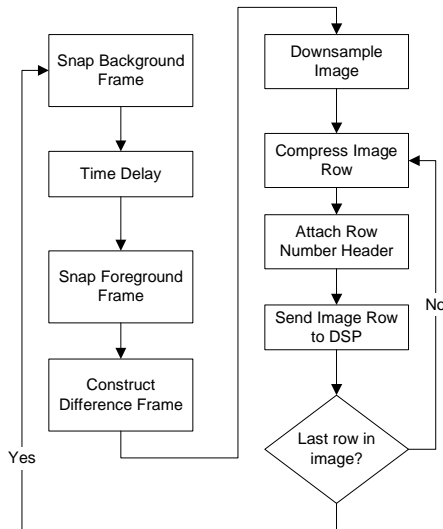 Snap Background
Frame
Time Delay
Snap Foreground
Frame
Construct
Difference Frame
Yes
Downsample
Image
Compress Image
Row
Attach Row
Number Header
Send Image Row
to DSP
Last row in
image?
No